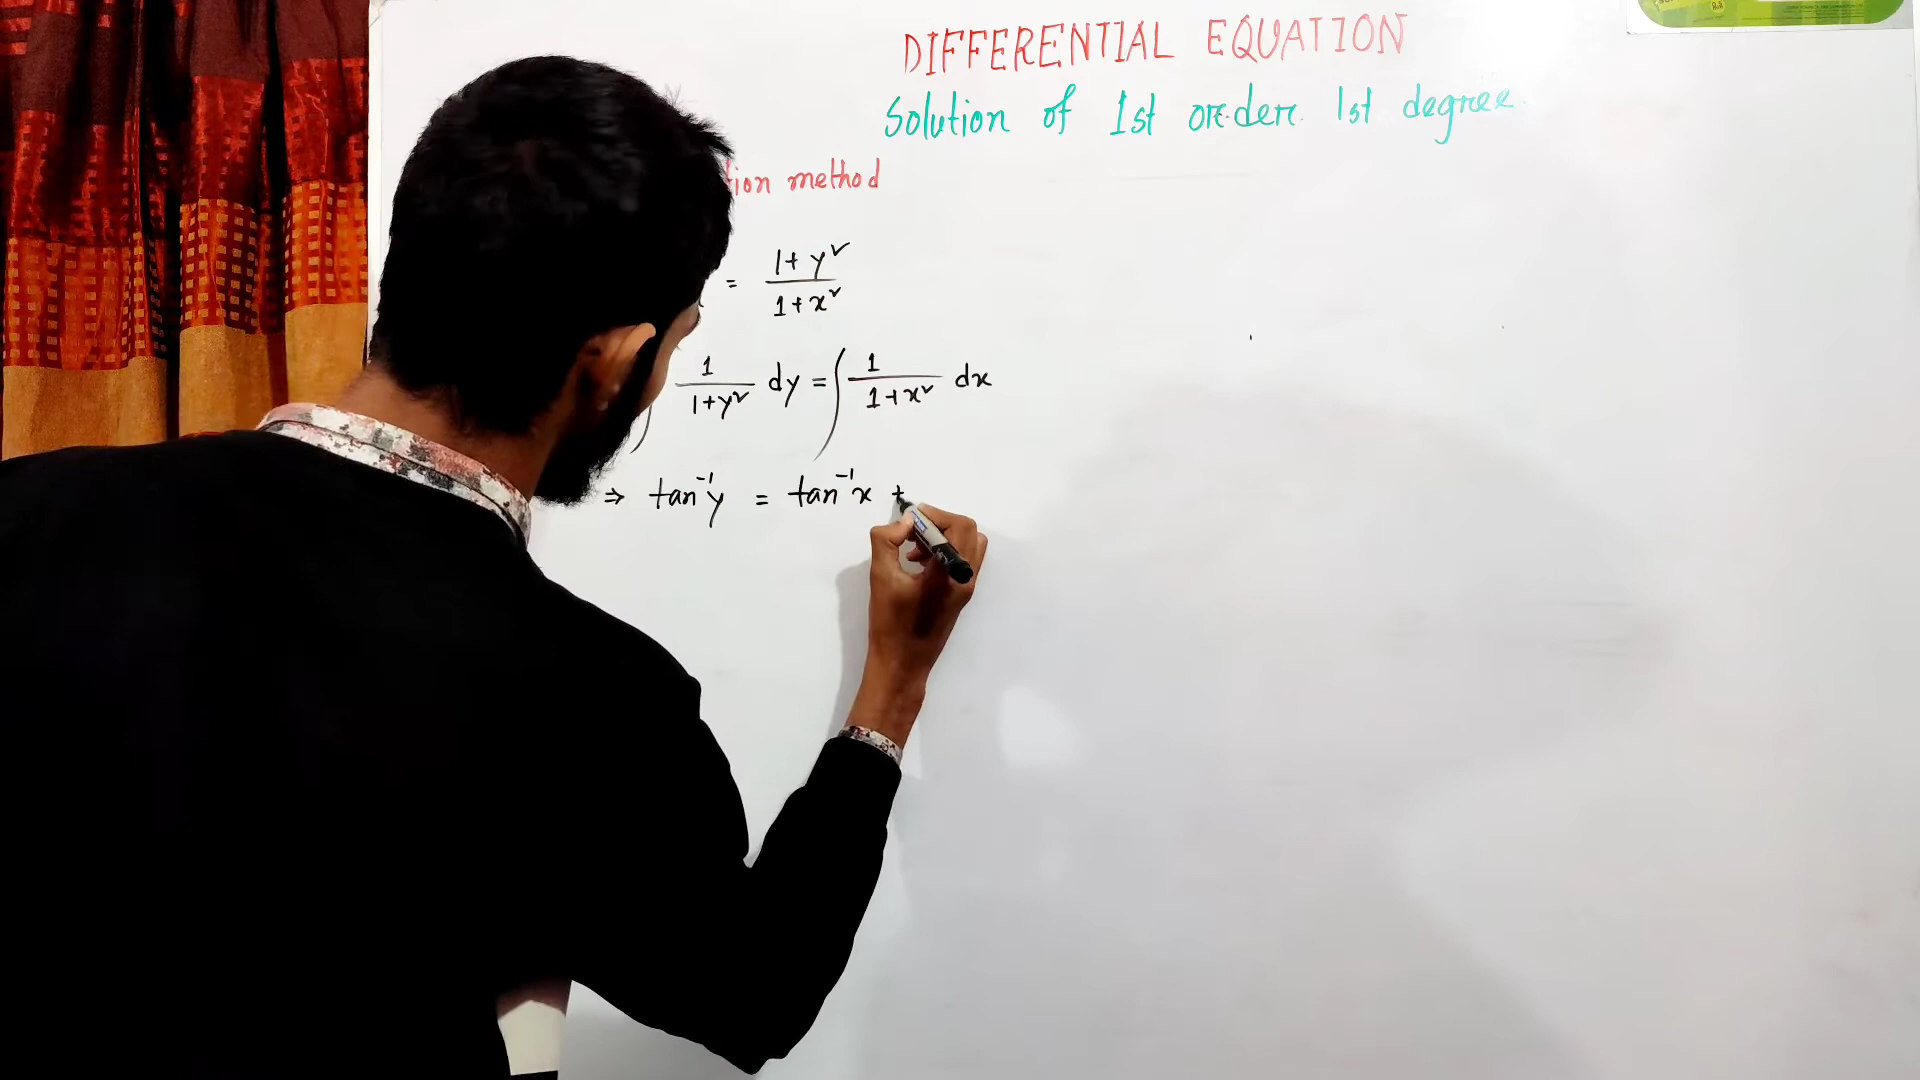 DIFFERENTIAL EQUATION
Solution of 1st order 1st degree
tion method
= 1+y² / 1+x²
∫ 1/1+y² dy = ∫ 1/1+x² dx
⇒ tan⁻¹y = tan⁻¹x +